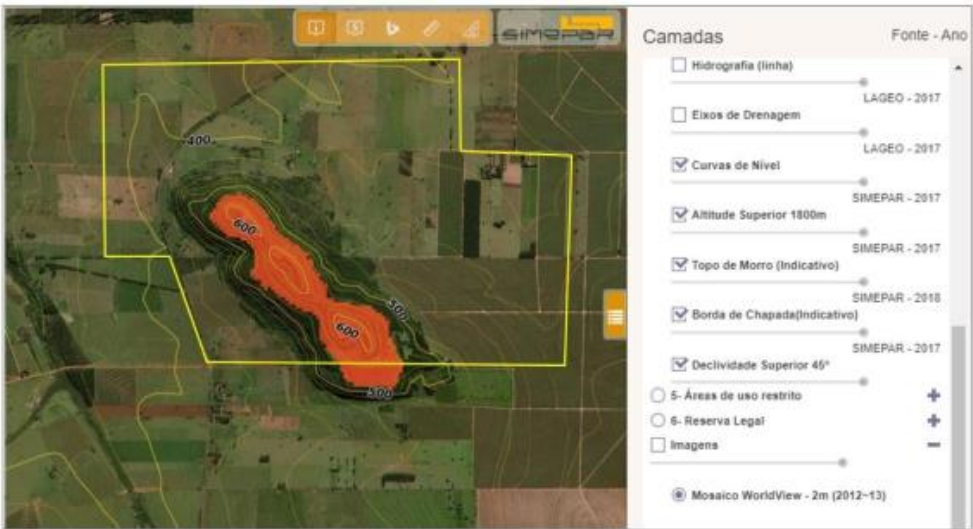 SIMEPAR
400
600
500
600
500
Camadas Fonte - Ano
Hidrografia (linha)
LAGEO - 2017
Eixos de Drenagem
LAGEO - 2017
Curvas de Nível
SIMEPAR - 2017
Altitude Superior 1800m
SIMEPAR - 2017
Topo de Morro (Indicativo)
SIMEPAR - 2018
Borda de Chapada(Indicativo)
SIMEPAR - 2017
Declividade Superior 45º
5- Áreas de uso restrito
6- Reserva Legal
Imagens
Mosaico WorldView - 2m (2012~13)